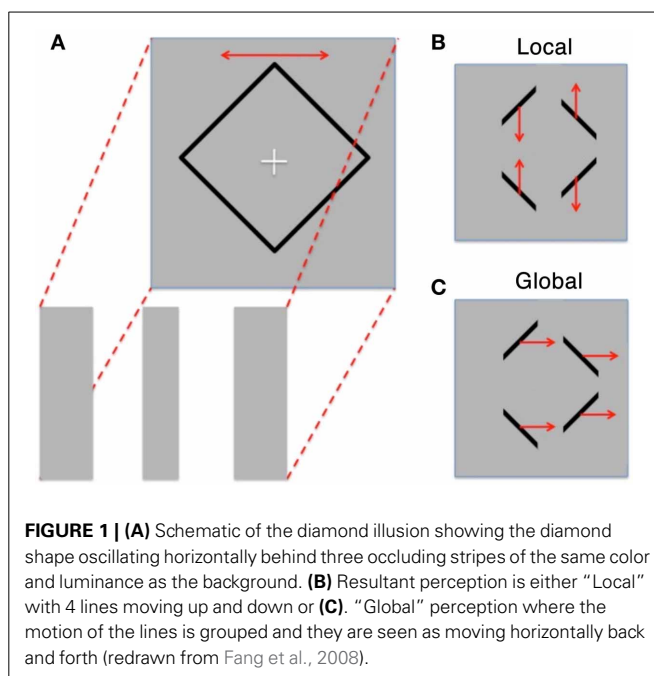 A
B
Local
C
Global
FIGURE 1 | (A) Schematic of the diamond illusion showing the diamond
shape oscillating horizontally behind three occluding stripes of the same color
and luminance as the background. (B) Resultant perception is either “Local”
with 4 lines moving up and down or (C). “Global” perception where the
motion of the lines is grouped and they are seen as moving horizontally back
and forth (redrawn from Fang et al., 2008).